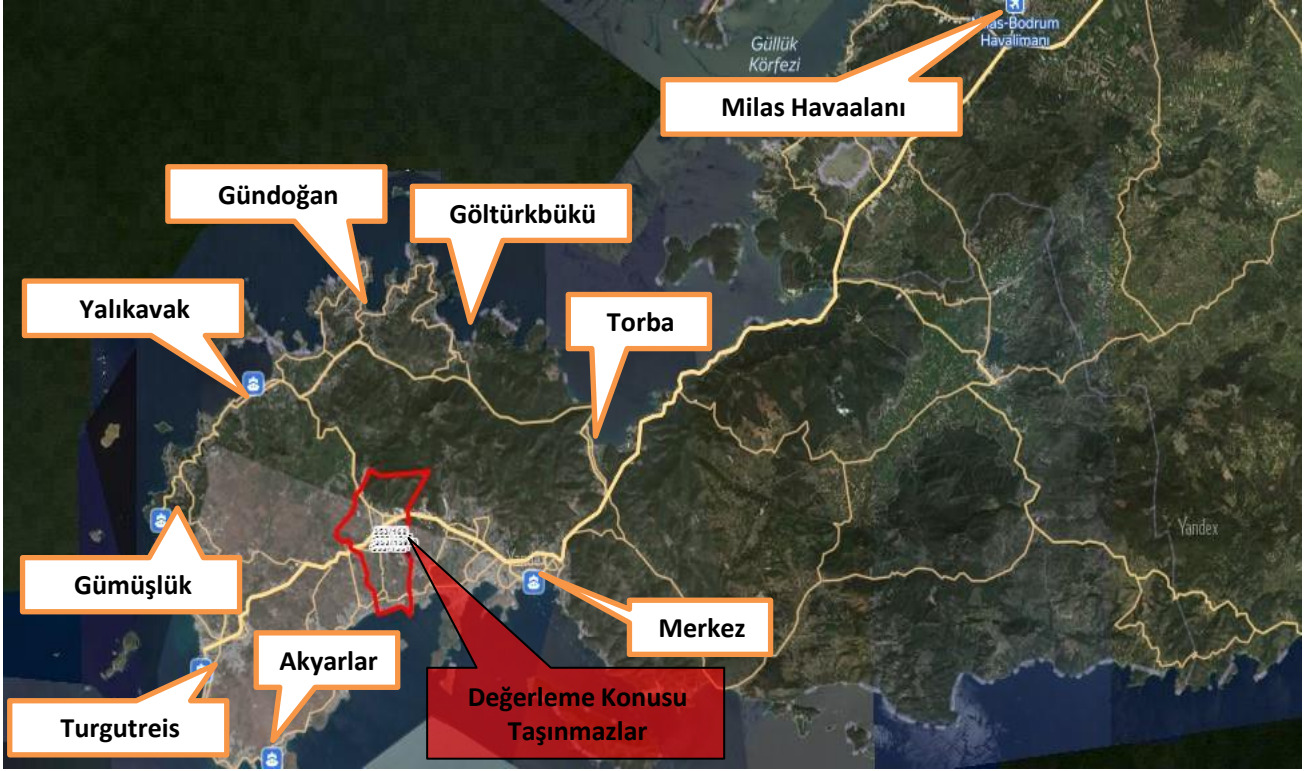 Milas-Bodrum
Havalimanı
Güllük
Körfezi
Milas Havaalanı
Gündoğan
Göltürkbükü
Yalıkavak
Torba
Yandex
Gümüşlük
Merkez
Akyarlar
Değerleme Konusu
Taşınmazlar
Turgutreis